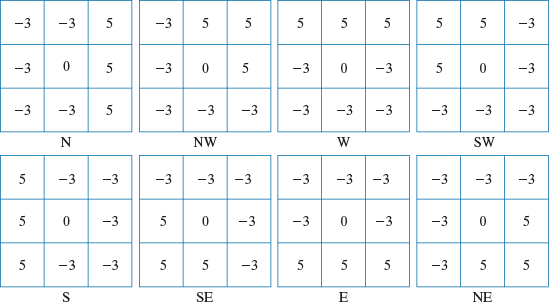 −3 −3 5 −3 5 5 5 5 5 5 5 −3
−3 0 5 −3 0 5 −3 0 −3 5 0 −3
−3 −3 5 −3 −3 −3 −3 −3 −3 −3 −3 −3
N NW W SW
5 −3 −3 −3 −3 −3 −3 −3 −3 −3 −3 −3
5 0 −3 5 0 −3 −3 0 −3 −3 0 5
5 −3 −3 5 5 −3 5 5 5 −3 5 5
S SE E NE